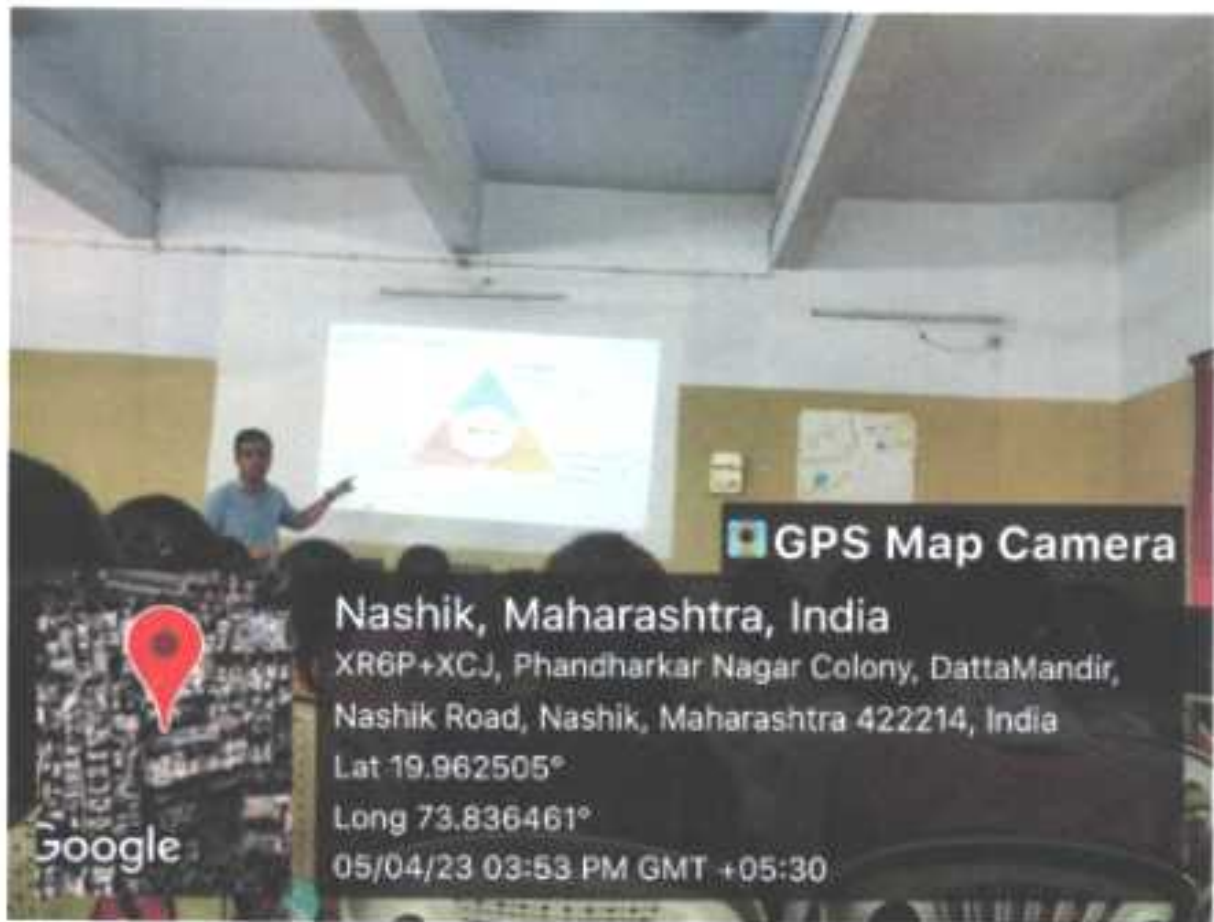 GPS Map Camera
Nashik, Maharashtra, India
XR6P+XCJ, Phandharkar Nagar Colony, DattaMandir,
Nashik Road, Nashik, Maharashtra 422214, India
Lat 19.962505°
Long 73.836461°
05/04/23 03:53 PM GMT +05:30
Google